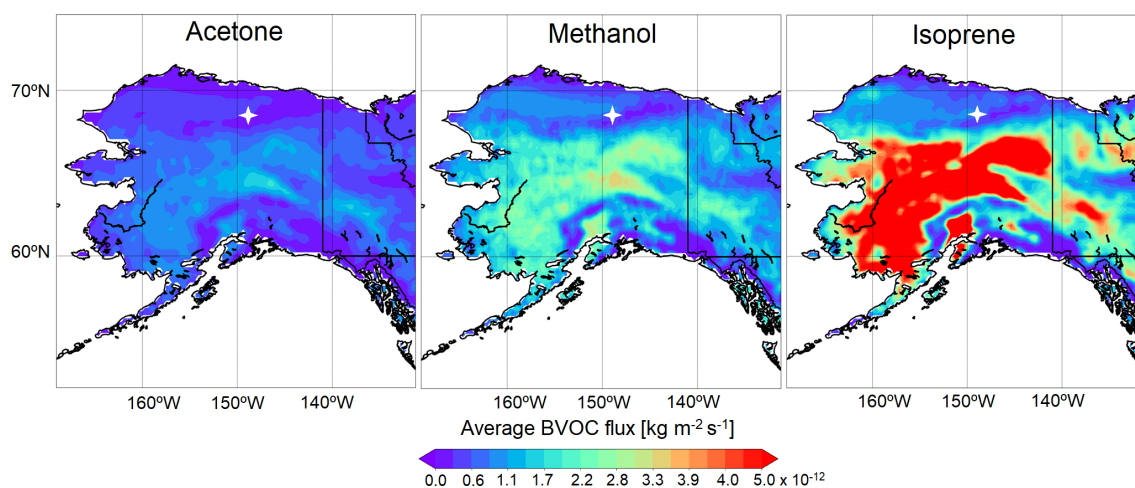 Acetone
Methanol
Isoprene
70ºN
60ºN
160ºW 150ºW 140ºW
160ºW 150ºW 140ºW
160ºW 150ºW 140ºW
Average BVOC flux [kg m⁻² s⁻¹]
0.0 0.6 1.1 1.7 2.2 2.8 3.3 3.9 4.0 5.0 x 10⁻¹²